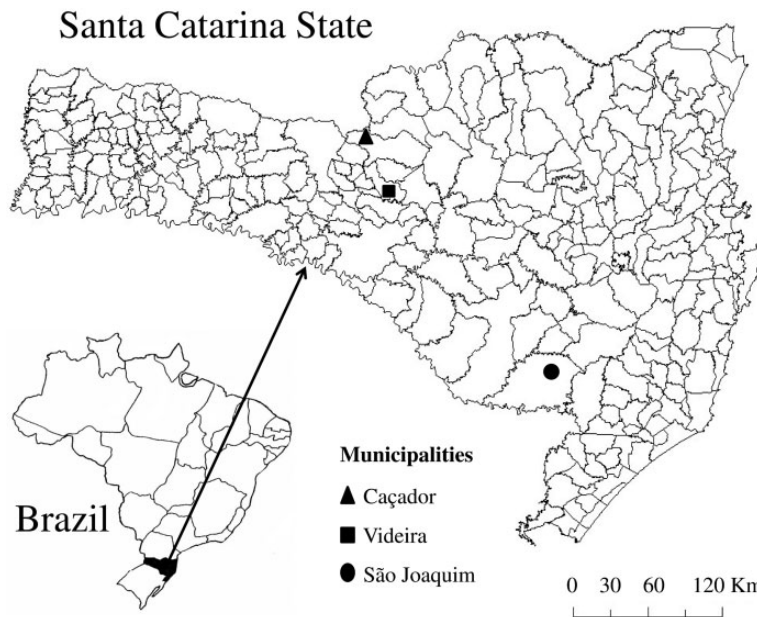 Santa Catarina State
Brazil
Municipalities
Caçador
Videira
São Joaquim
0 30 60 120 Km